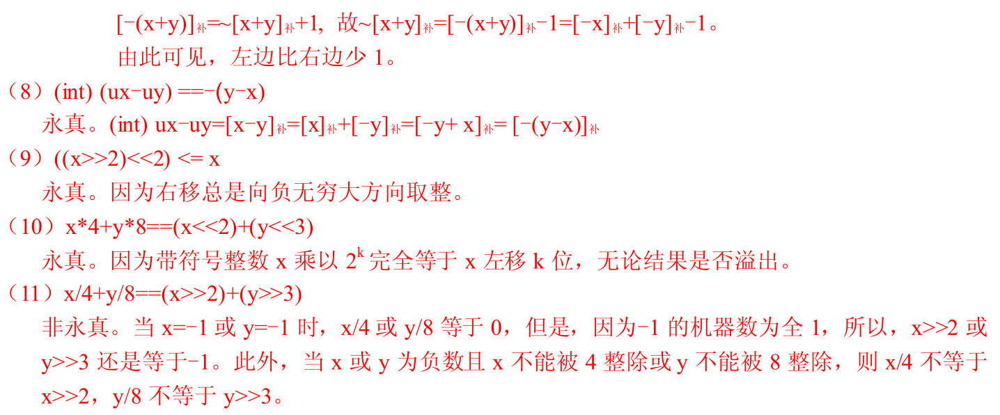 [-(x+y)]补=~[x+y]补+1, 故~[x+y]补=[-(x+y)]补-1=[-x]补+[-y]补-1。
由此可见，左边比右边少 1。
（8）(int) (ux-uy) ==-(y-x)
永真。(int) ux-uy=[x-y]补=[x]补+[-y]补=[-y+ x]补= [-(y-x)]补
（9）((x>>2)<<2) <= x
永真。因为右移总是向负无穷大方向取整。
（10）x*4+y*8==(x<<2)+(y<<3)
永真。因为带符号整数 x 乘以 2^k 完全等于 x 左移 k 位，无论结果是否溢出。
（11）x/4+y/8==(x>>2)+(y>>3)
非永真。当 x=-1 或 y=-1 时，x/4 或 y/8 等于 0，但是，因为-1 的机器数为全 1，所以，x>>2 或
y>>3 还是等于-1。此外，当 x 或 y 为负数且 x 不能被 4 整除或 y 不能被 8 整除，则 x/4 不等于
x>>2，y/8 不等于 y>>3。